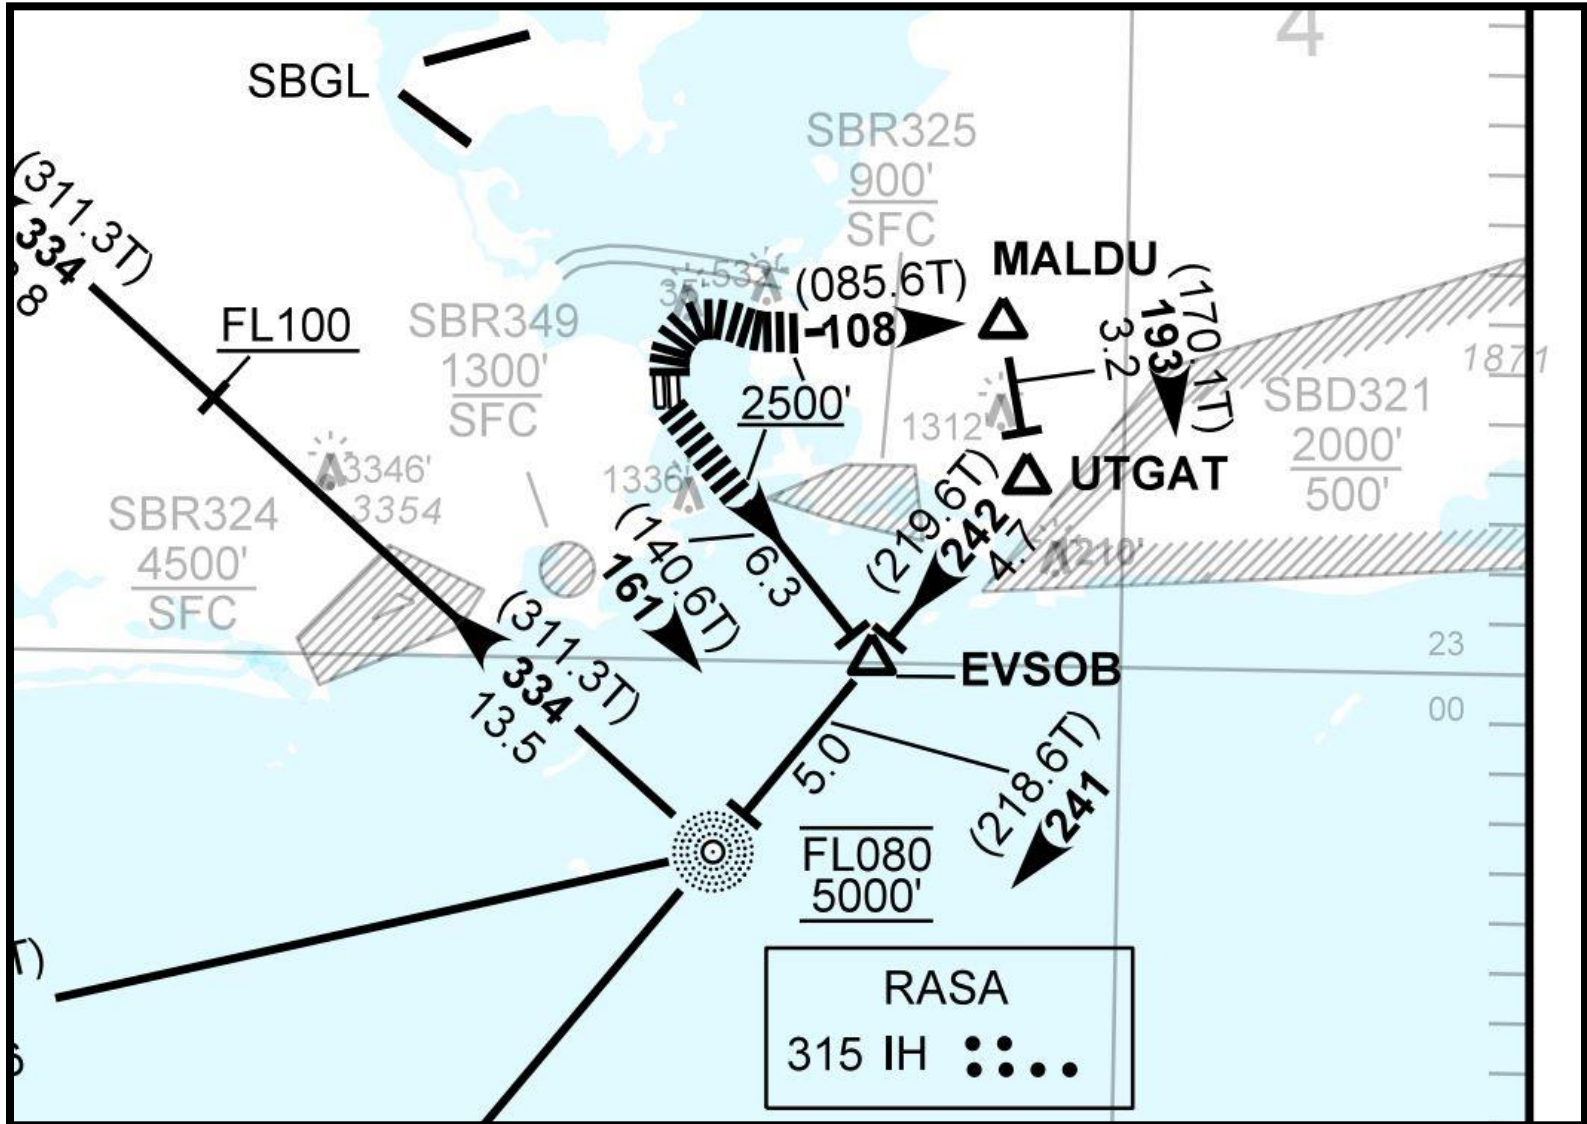 4
SBGL
SBR325
900'
SFC
(311.3T)
334
8
MALDU
532'
(085.6T)
108
FL100
SBR349
1300'
SFC
(170.1T)
193
3.2
1871
2500'
SBD321
2000'
500'
1312'
3346'
3354
1336'
UTGAT
SBR324
4500'
SFC
(219.6T)
242
4.7
(140.6T)
161
6.3
(311.3T)
334
13.5
23
00
EVSOB
(218.6T)
241
5.0
FL080
5000'
T)
RASA
315 IH